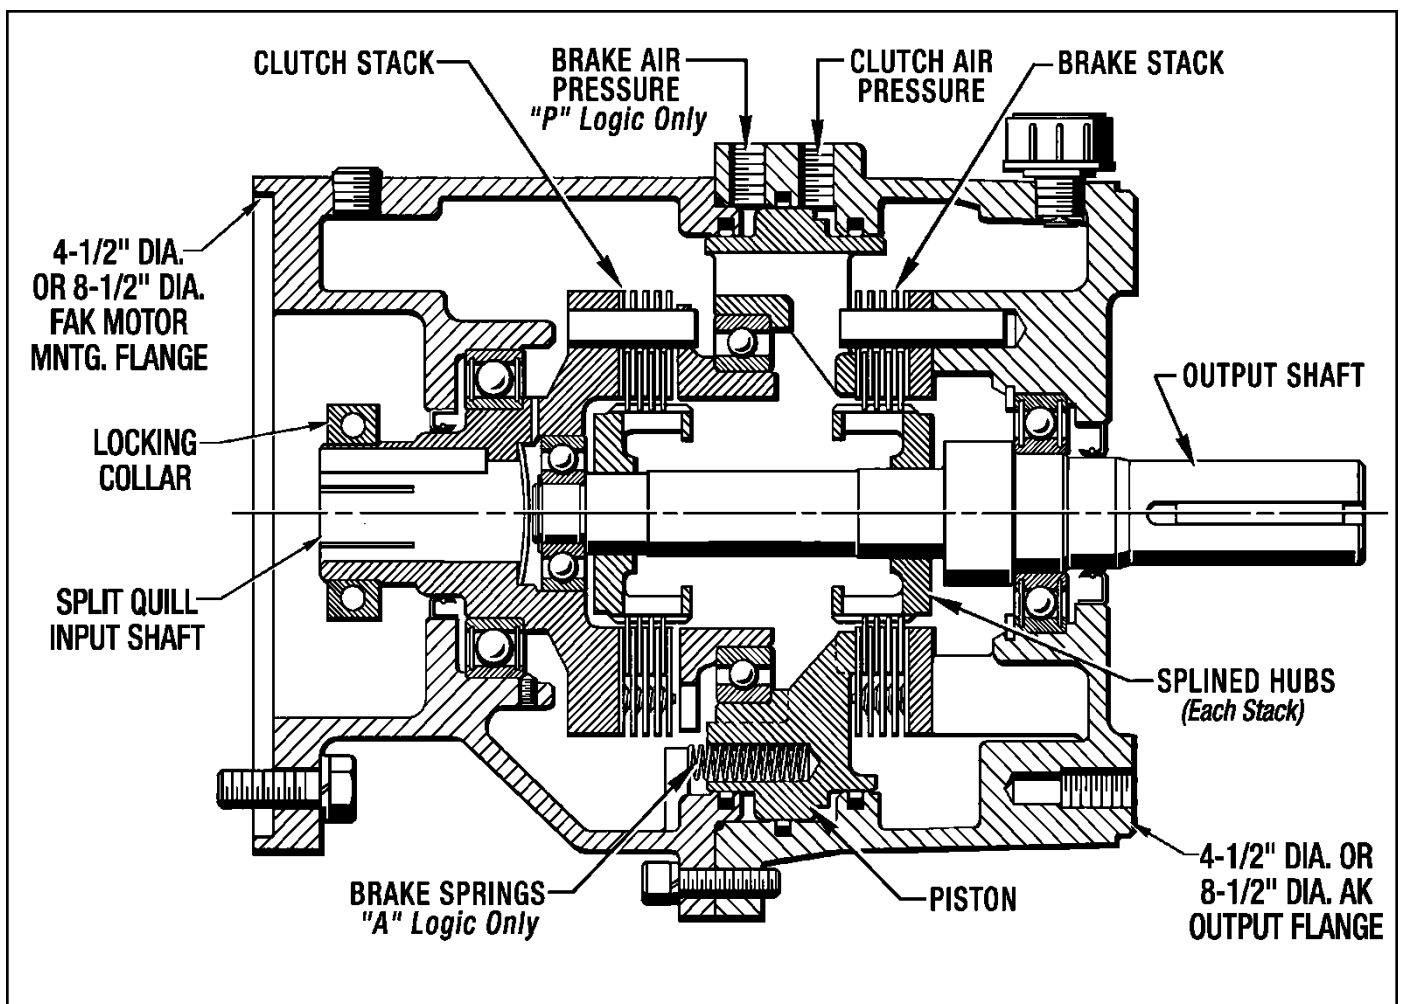 CLUTCH STACK
BRAKE AIR
PRESSURE
"P" Logic Only
CLUTCH AIR
PRESSURE
BRAKE STACK
4-1/2" DIA.
OR 8-1/2" DIA.
FAK MOTOR
MNTG. FLANGE
OUTPUT SHAFT
LOCKING
COLLAR
SPLIT QUILL
INPUT SHAFT
SPLINED HUBS
(Each Stack)
BRAKE SPRINGS
"A" Logic Only
PISTON
4-1/2" DIA. OR
8-1/2" DIA. AK
OUTPUT FLANGE